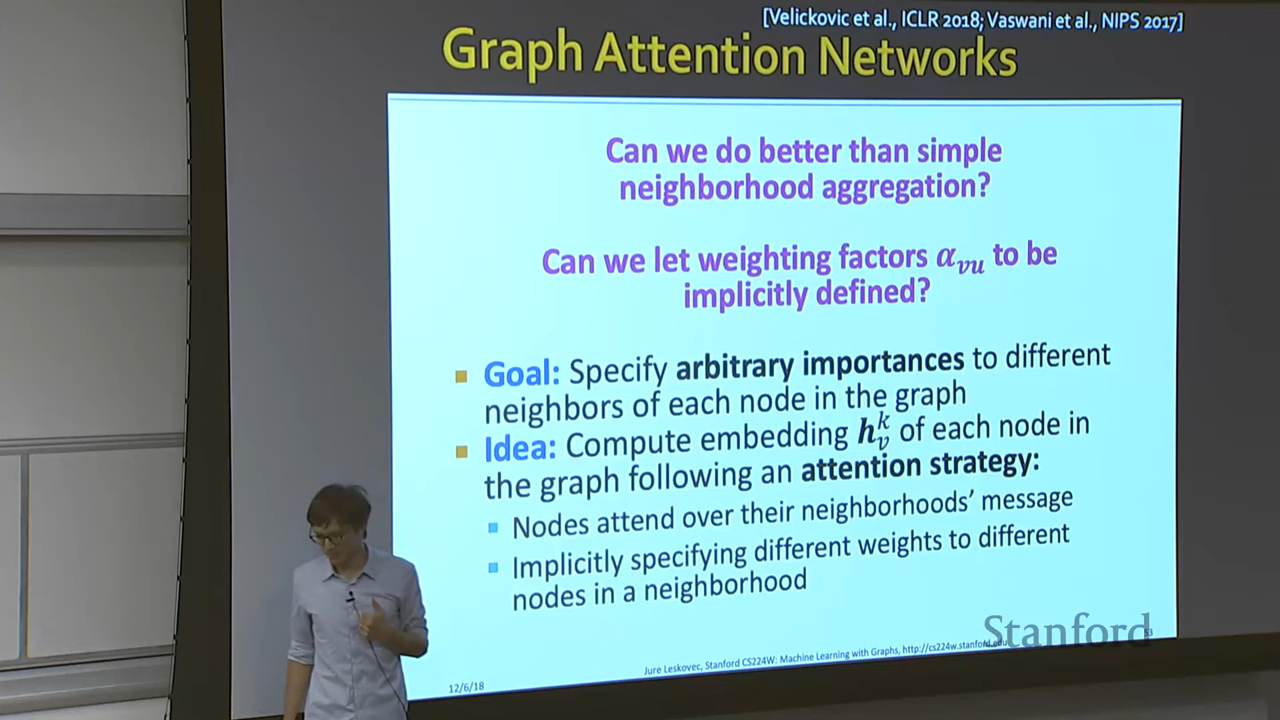 [Velickovic et al., ICLR 2018; Vaswani et al., NIPS 2017]
Graph Attention Networks
Can we do better than simple
neighborhood aggregation?
Can we let weighting factors αvu to be
implicitly defined?
Goal: Specify arbitrary importances to different
neighbors of each node in the graph
Idea: Compute embedding h_v^k of each node in
the graph following an attention strategy:
Nodes attend over their neighborhoods' message
Implicitly specifying different weights to different
nodes in a neighborhood
Stanford
53
Jure Leskovec, Stanford CS224W: Machine Learning with Graphs, http://cs224w.stanford.edu
12/6/18